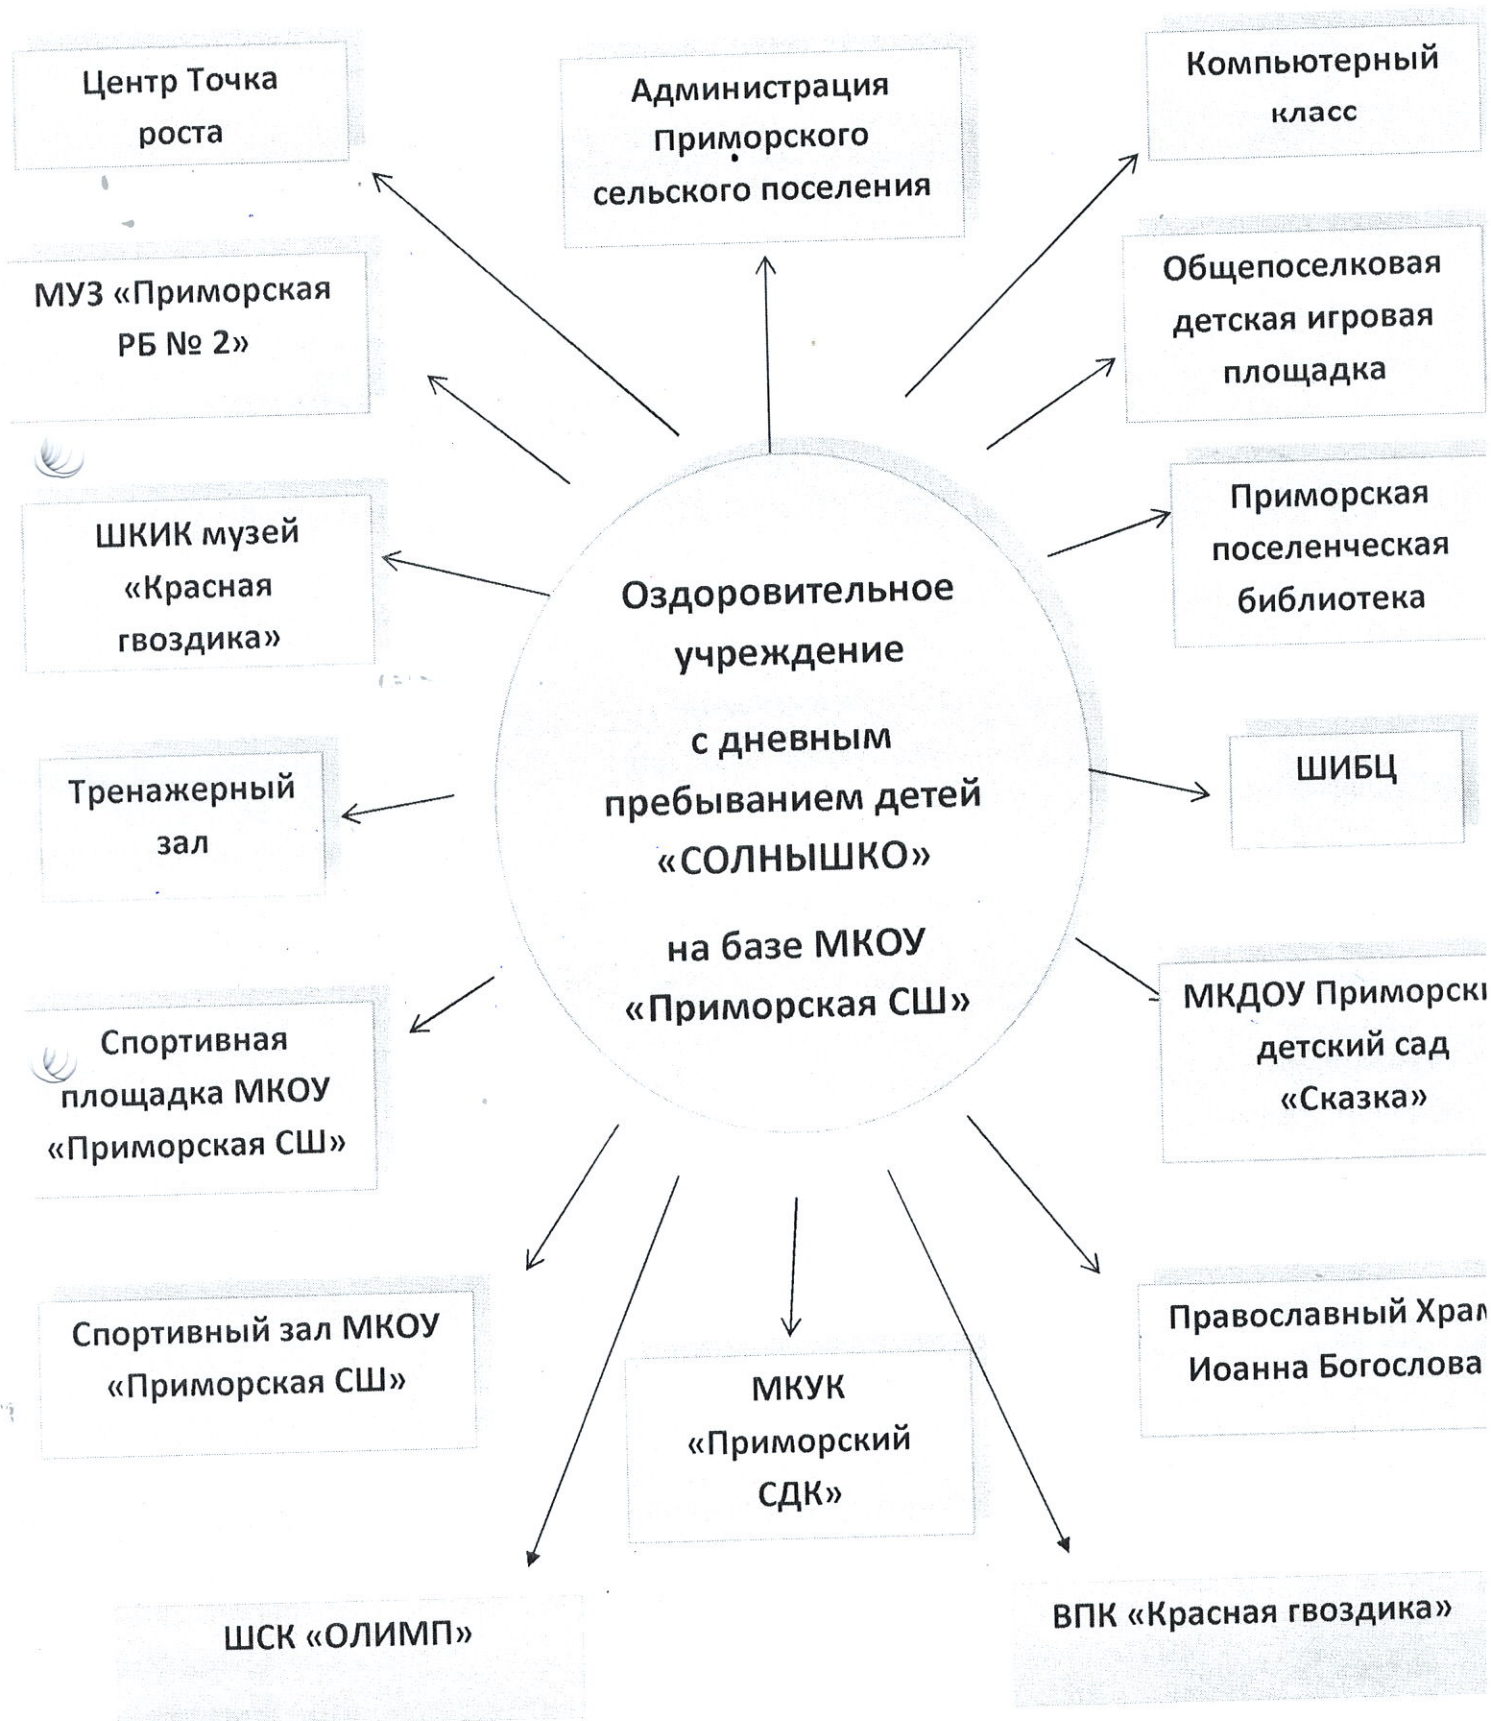 Центр Точка
роста
Администрация
Приморского
сельского поселения
Компьютерный
класс
МУЗ «Приморская
РБ № 2»
Общепоселковая
детская игровая
площадка
ШКИК музей
«Красная
гвоздика»
Приморская
поселенческая
библиотека
Оздоровительное
учреждение
с дневным
пребыванием детей
«СОЛНЫШКО»
на базе МКОУ
«Приморская СШ»
Тренажерный
зал
ШИБЦ
Спортивная
площадка МКОУ
«Приморская СШ»
МКДОУ
детский сад
«Сказка»
Спортивный зал МКОУ
«Приморская СШ»
МКУК
«Приморский
СДК»
Православный
Иоанна Богослова
ШСК «ОЛИМП»
ВПК «Красная гвоздика»